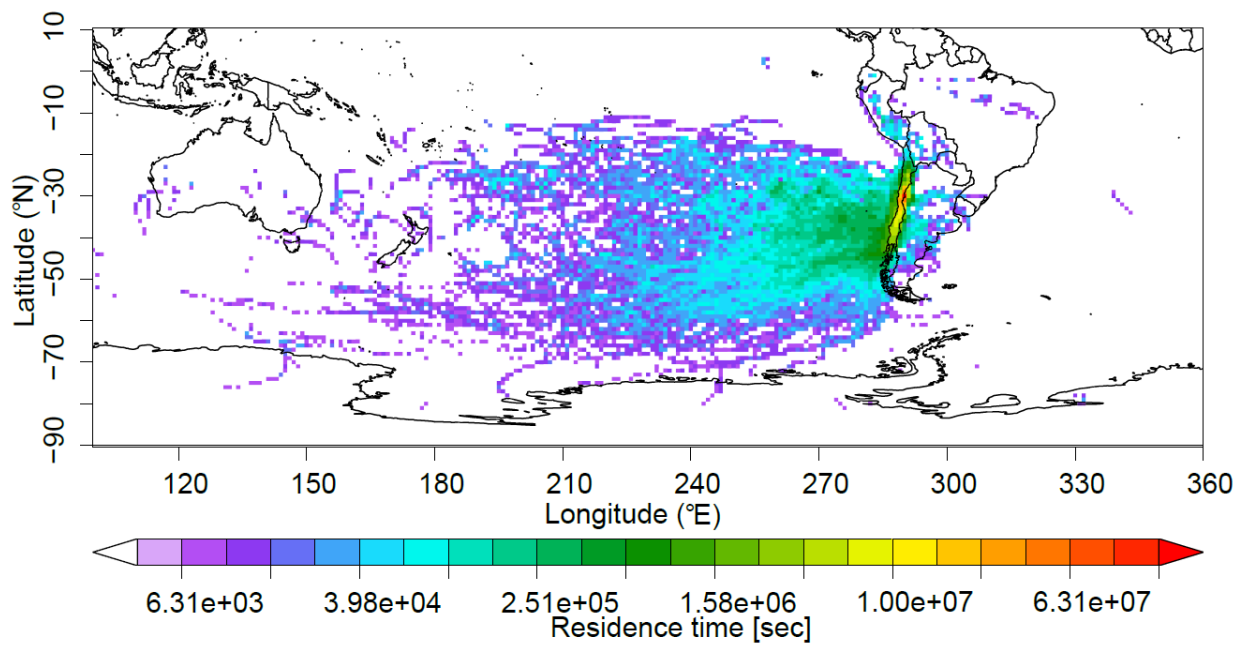 10
−10
−30
−50
−70
−90
Latitude (°N)
120 150 180 210 240 270 300 330 360
Longitude (°E)
6.31e+03 3.98e+04 2.51e+05 1.58e+06 1.00e+07 6.31e+07
Residence time [sec]